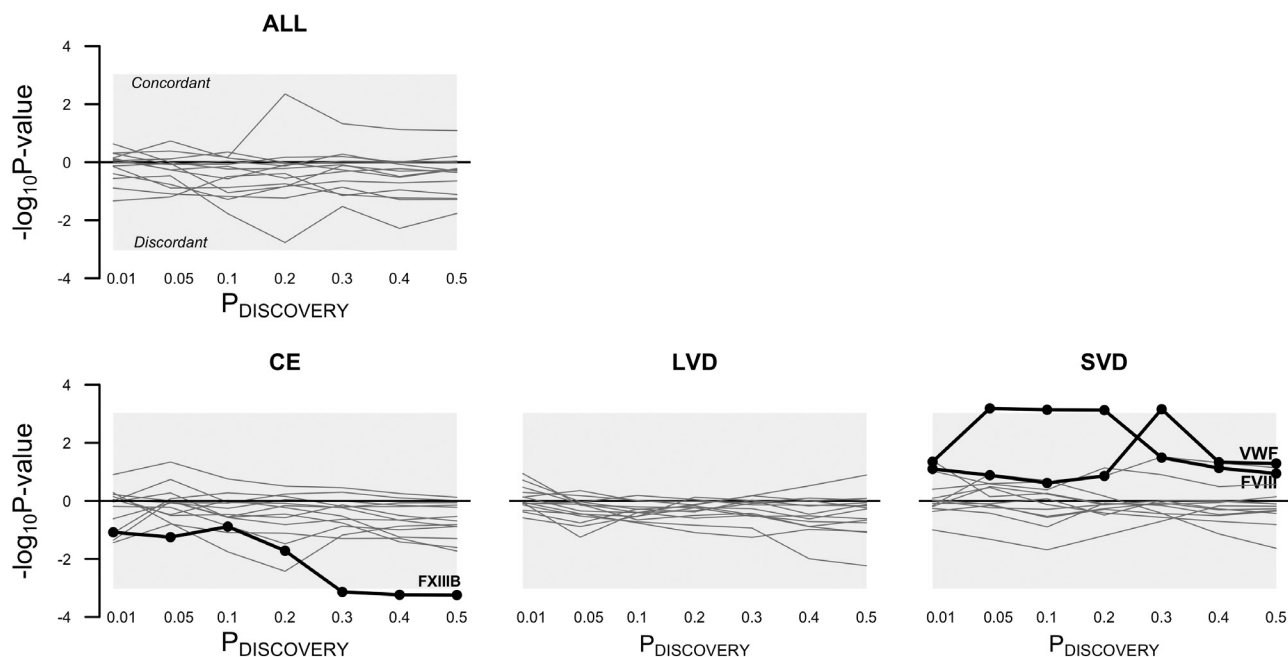 ALL
4
2
0
-2
-4
-log10P-value
Concordant
Discordant
0.01 0.05 0.1 0.2 0.3 0.4 0.5
PDISCOVERY
CE
4
2
0
-2
-4
-log10P-value
FXIIIB
0.01 0.05 0.1 0.2 0.3 0.4 0.5
PDISCOVERY
LVD
0.01 0.05 0.1 0.2 0.3 0.4 0.5
PDISCOVERY
SVD
VWF
FVIII
0.01 0.05 0.1 0.2 0.3 0.4 0.5
PDISCOVERY